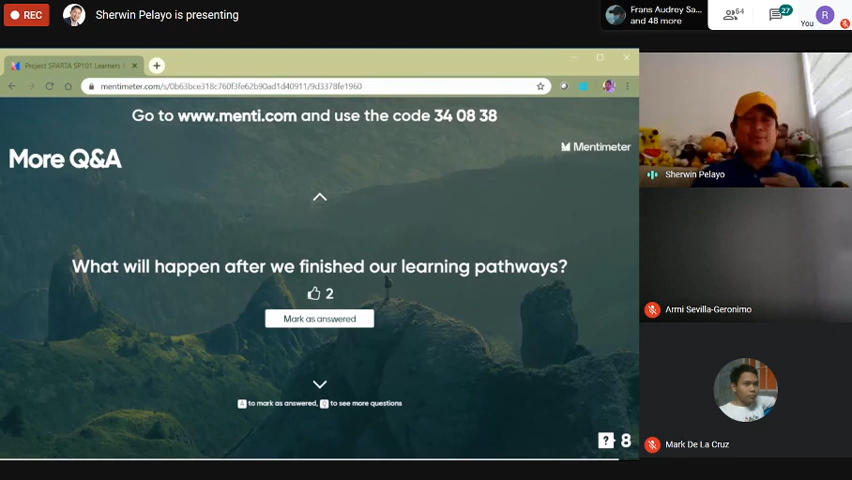 REC
Sherwin Pelayo is presenting
Frans Audrey Sa...
and 48 more
64
27
You
R
Project SPARTA SP101 Learners
mentimeter.com/s/0b63bce318c760f3fe62b90ad1d40911/9d3378fe1960
Go to www.menti.com and use the code 34 08 38
Mentimeter
More Q&A
What will happen after we finished our learning pathways?
2
Mark as answered
A to mark as answered, Q to see more questions
? 8
Sherwin Pelayo
Armi Sevilla-Geronimo
Mark De La Cruz